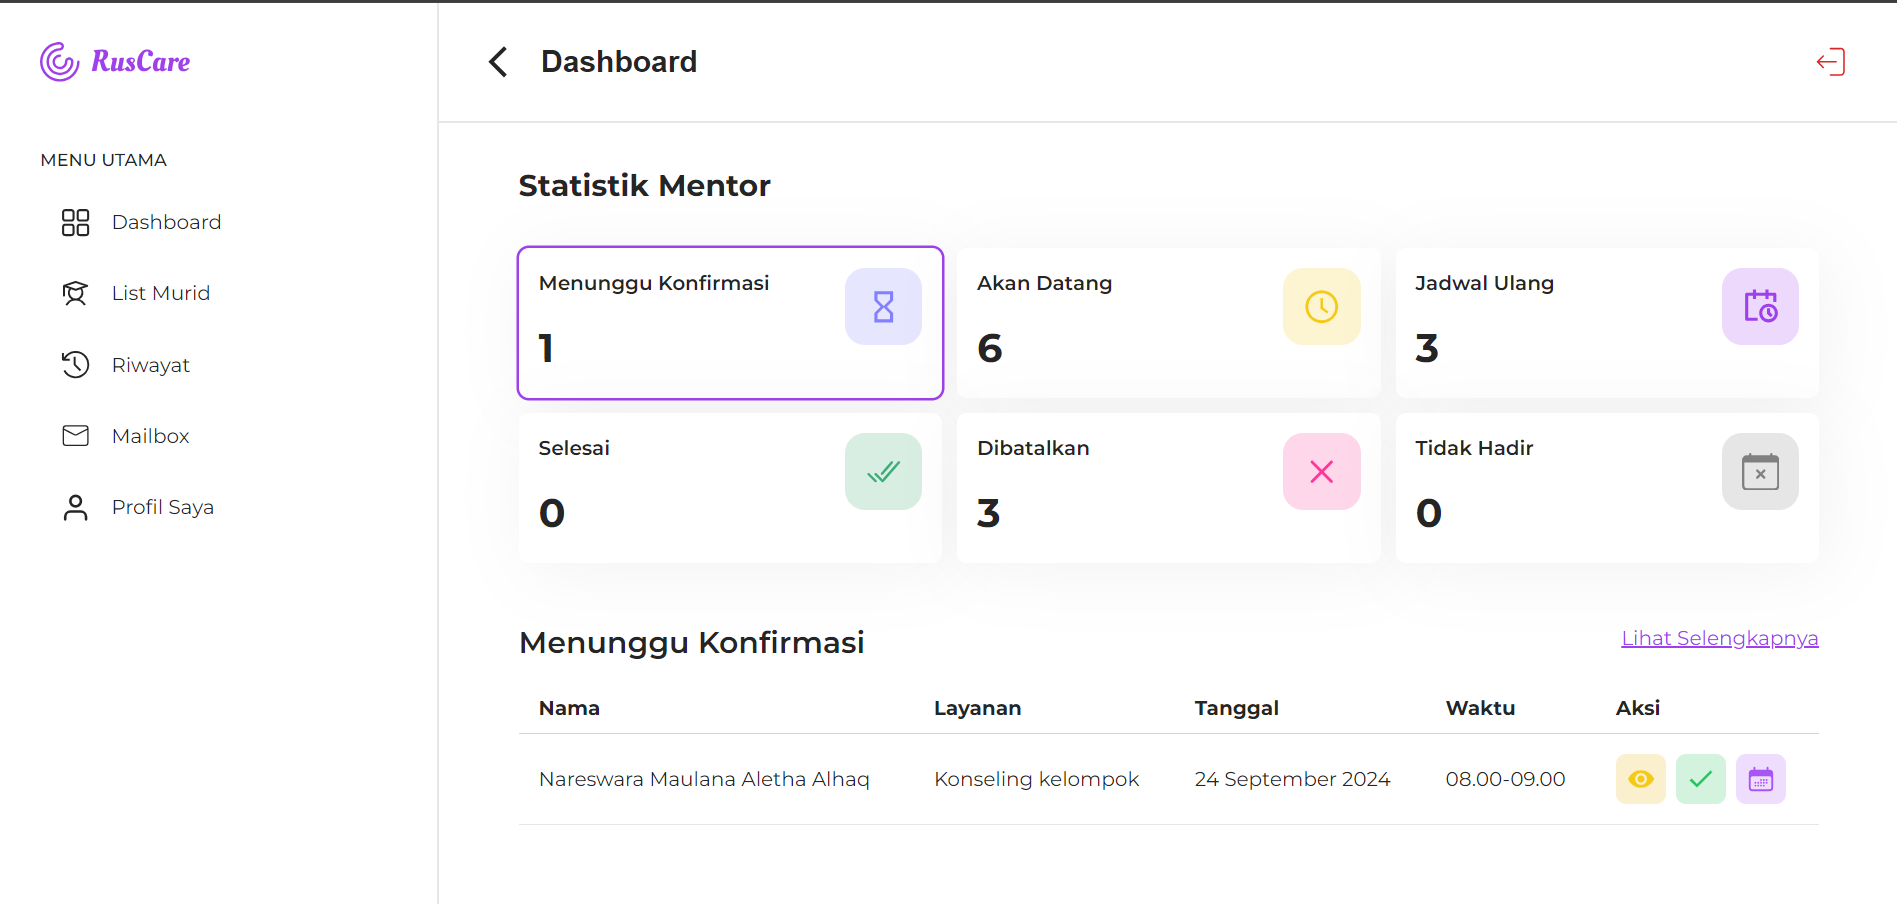 RusCare
Dashboard
MENU UTAMA
Dashboard
List Murid
Riwayat
Mailbox
Profil Saya
Statistik Mentor
Menunggu Konfirmasi
1
Akan Datang
6
Jadwal Ulang
3
Selesai
0
Dibatalkan
3
Tidak Hadir
0
Menunggu Konfirmasi
Lihat Selengkapnya
Nama Layanan Tanggal Waktu Aksi
Nareswara Maulana Aletha Alhaq Konseling kelompok 24 September 2024 08.00-09.00